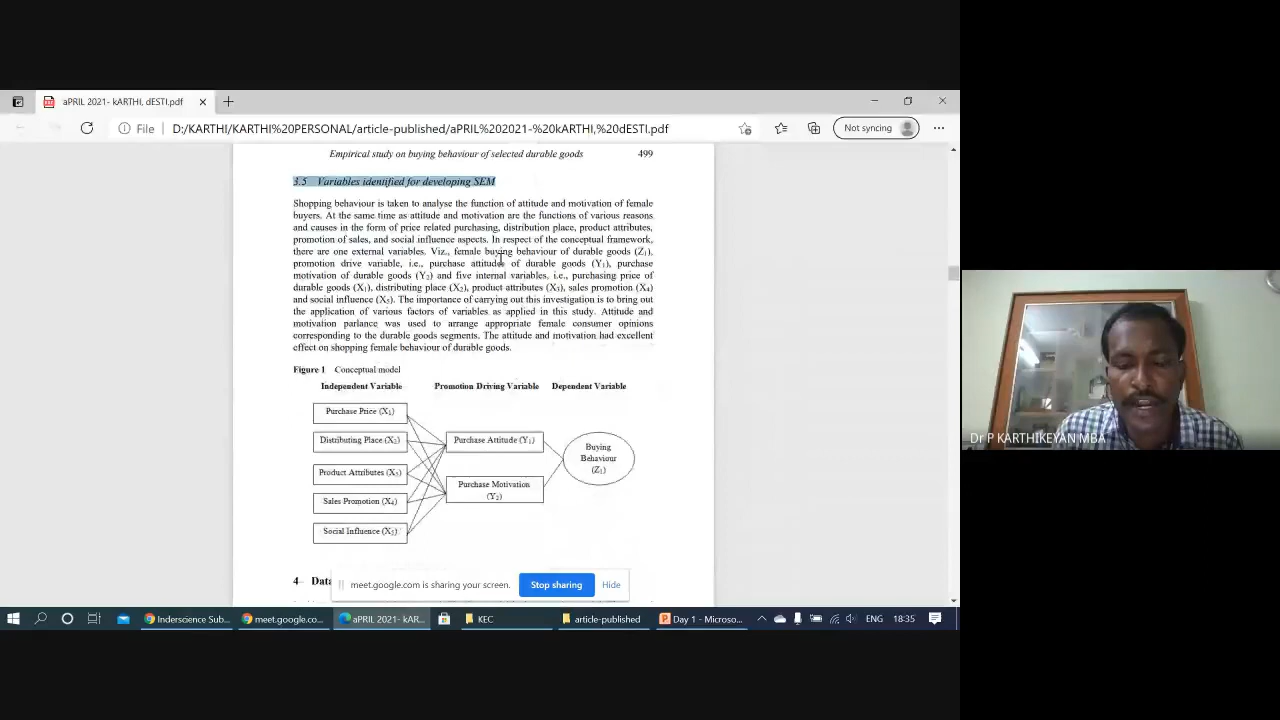 aPRIL 2021- kARTHI, dESTI.pdf
File D:/KARTHI/KARTHI%20PERSONAL/article-published/aPRIL%202021-%20kARTHI,%20dESTI.pdf Not syncing
Empirical study on buying behaviour of selected durable goods 499
3.5 Variables identified for developing SEM
Shopping behaviour is taken to analyse the function of attitude and motivation of female
buyers. At the same time as attitude and motivation are the functions of various reasons
and causes in the form of price related purchasing, distribution place, product attributes,
promotion of sales, and social influence aspects. In respect of the conceptual framework,
there are one external variables. Viz., female buying behaviour of durable goods (Z1),
promotion drive variable, i.e., purchase attitude of durable goods (Y1), purchase
motivation of durable goods (Y2) and five internal variables, i.e., purchasing price of
durable goods (X1), distributing place (X2), product attributes (X3), sales promotion (X4)
and social influence (X5). The importance of carrying out this investigation is to bring out
the application of various factors of variables as applied in this study. Attitude and
motivation parlance was used to arrange appropriate female consumer opinions
corresponding to the durable goods segments. The attitude and motivation had excellent
effect on shopping female behaviour of durable goods.
Figure 1 Conceptual model
Independent Variable Promotion Driving Variable Dependent Variable
Purchase Price (X1)
Distributing Place (X2)
Product Attributes (X3)
Sales Promotion (X4)
Social Influence (X5)
Purchase Attitude (Y1)
Purchase Motivation
(Y2)
Buying
Behaviour
(Z1)
4 Data
meet.google.com is sharing your screen. Stop sharing Hide
Inderscience Sub... meet.google.co... aPRIL 2021- kAR... KEC article-published Day 1 - Microso... ENG 18:35
Dr P KARTHIKEYAN MBA